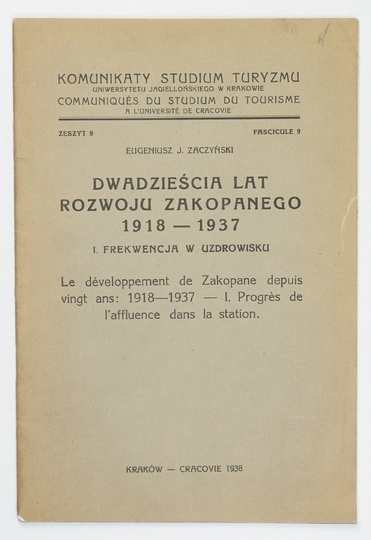 KOMUNIKATY STUDIUM TURYZMU
UNIWERSYTETU JAGIELLOŃSKIEGO W KRAKOWIE
COMMUNIQUÉS DU STUDIUM DU TOURISME
A L'UNIVERSITÉ DE CRACOVIE
ZESZYT 9 FASCICULE 9
EUGENIUSZ J. ZACZYŃSKI
DWADZIEŚCIA LAT
ROZWOJU ZAKOPANEGO
1918 — 1937
I. FREKWENCJA W UZDROWISKU
Le développement de Zakopane depuis
vingt ans: 1918—1937 — I. Progrès de
l'affluence dans la station.
KRAKÓW — CRACOVIE 1938